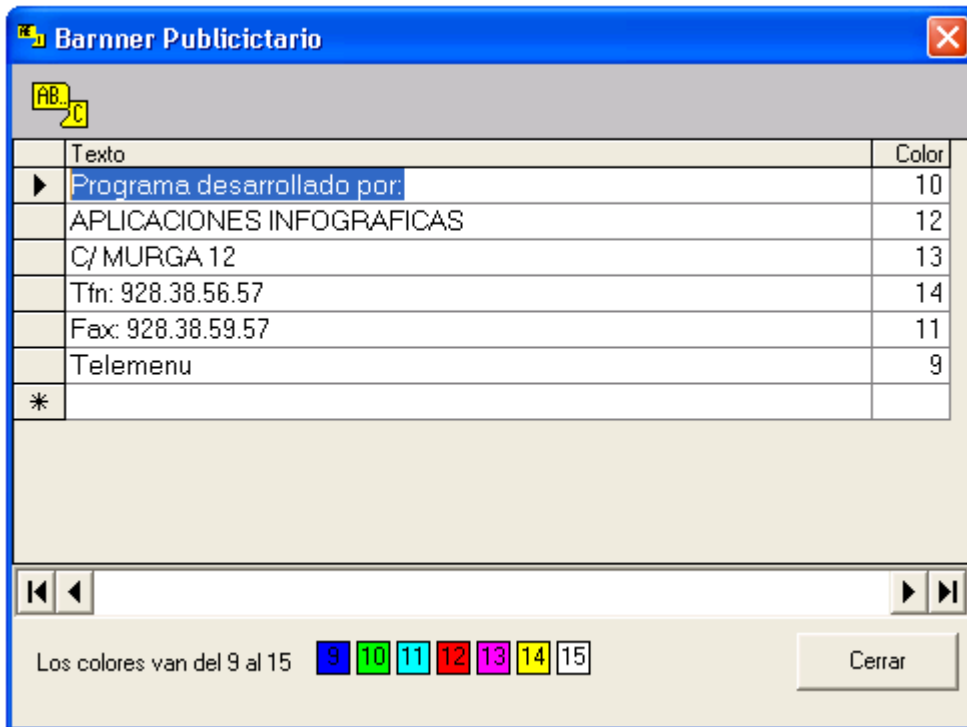 Barnner Publicictario
AB..
C
Texto Color
Programa desarrollado por: 10
APLICACIONES INFOGRAFICAS 12
C/ MURGA 12 13
Tfn: 928.38.56.57 14
Fax: 928.38.59.57 11
Telemenu 9
Los colores van del 9 al 15 9 10 11 12 13 14 15 Cerrar